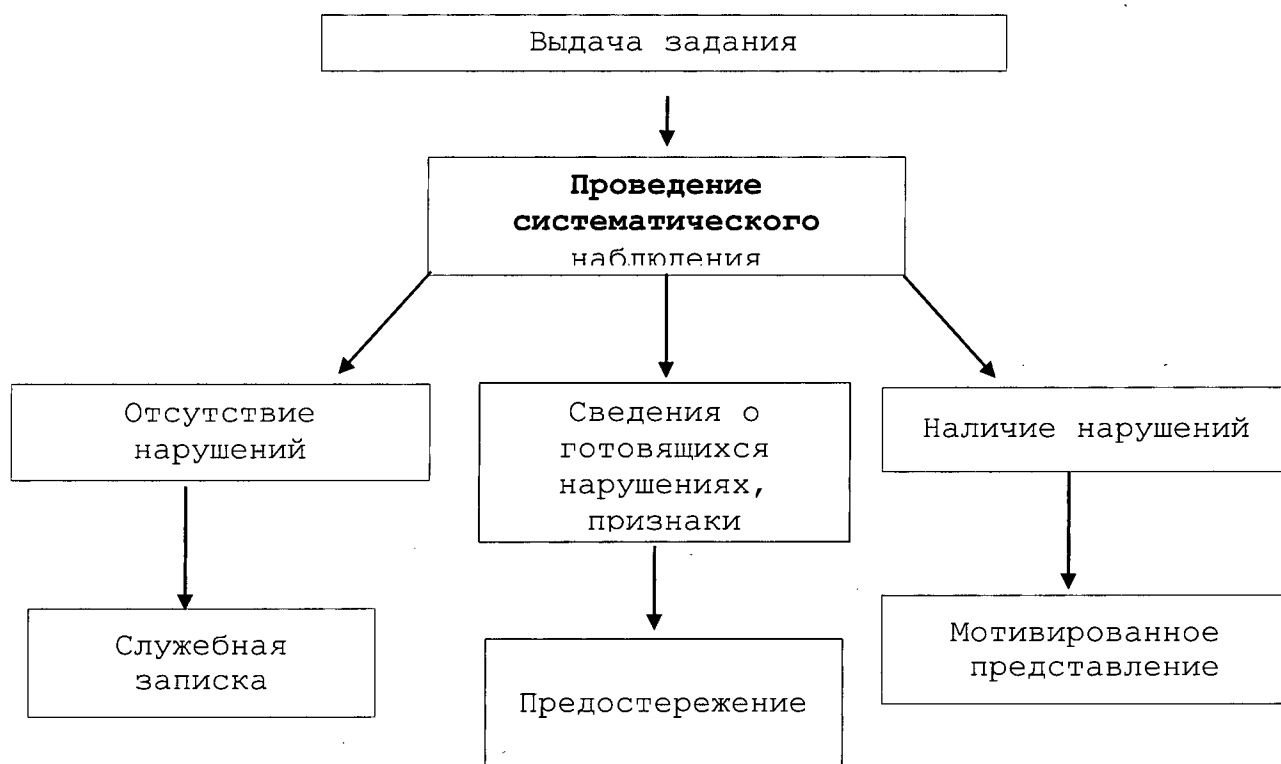 Выдача задания
Проведение
систематического
наблюдения
Отсутствие
нарушений
Сведения о
готовящихся
нарушениях,
признаки
Наличие нарушений
Служебная
записка
Предостережение
Мотивированное
представление